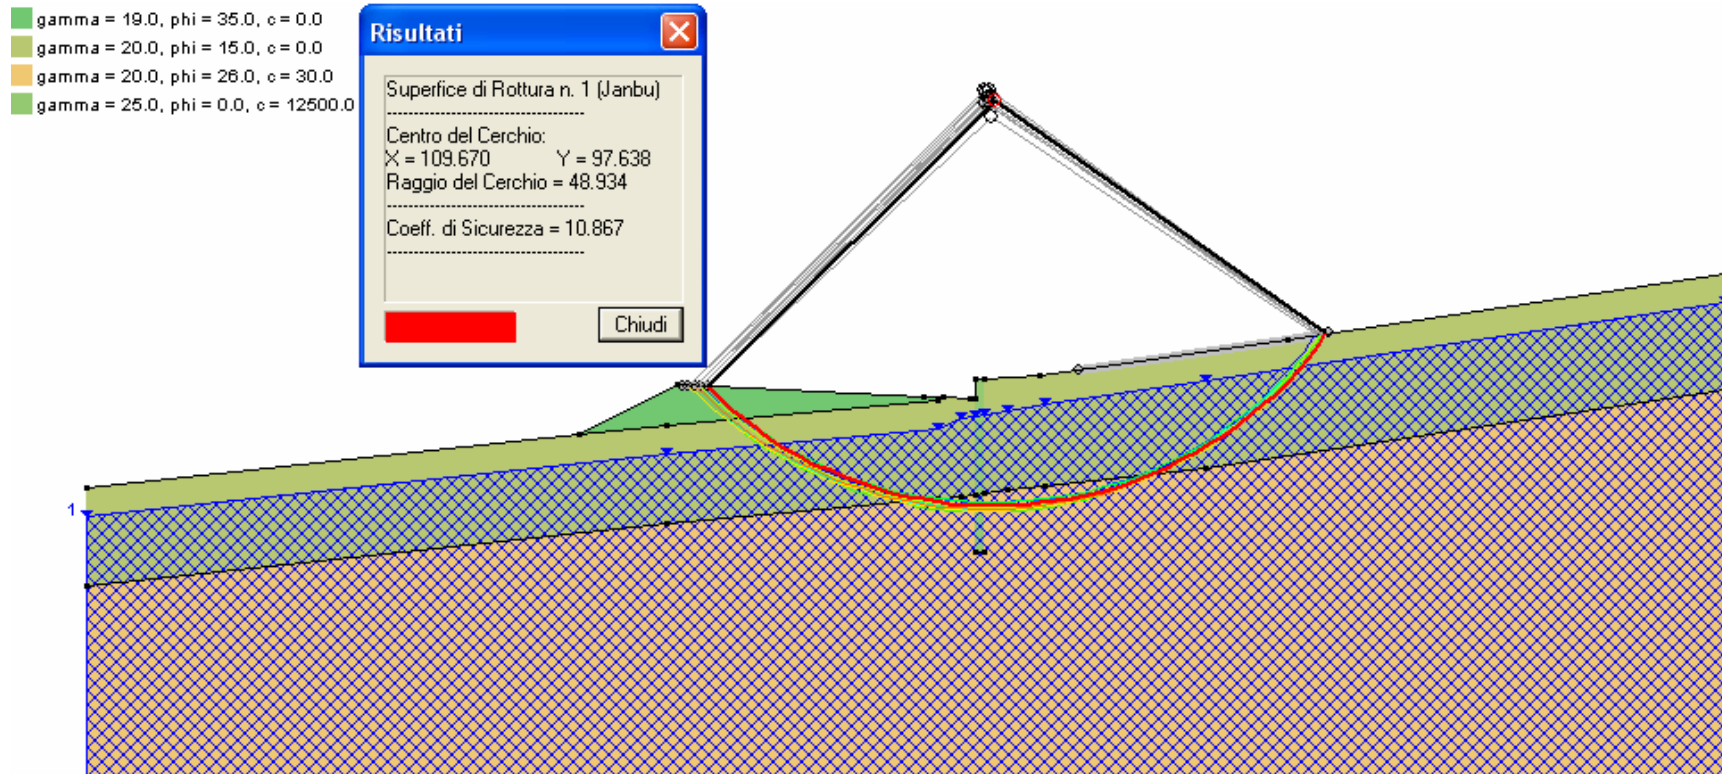 gamma = 19.0, phi = 35.0, c = 0.0
gamma = 20.0, phi = 15.0, c = 0.0
gamma = 20.0, phi = 26.0, c = 30.0
gamma = 25.0, phi = 0.0, c = 12500.0
Risultati
Superfice di Rottura n. 1 (Janbu)
-----------------------------------
Centro del Cerchio:
X = 109.670 Y = 97.638
Raggio del Cerchio = 48.934
-----------------------------------
Coeff. di Sicurezza = 10.867
-----------------------------------
Chiudi
1